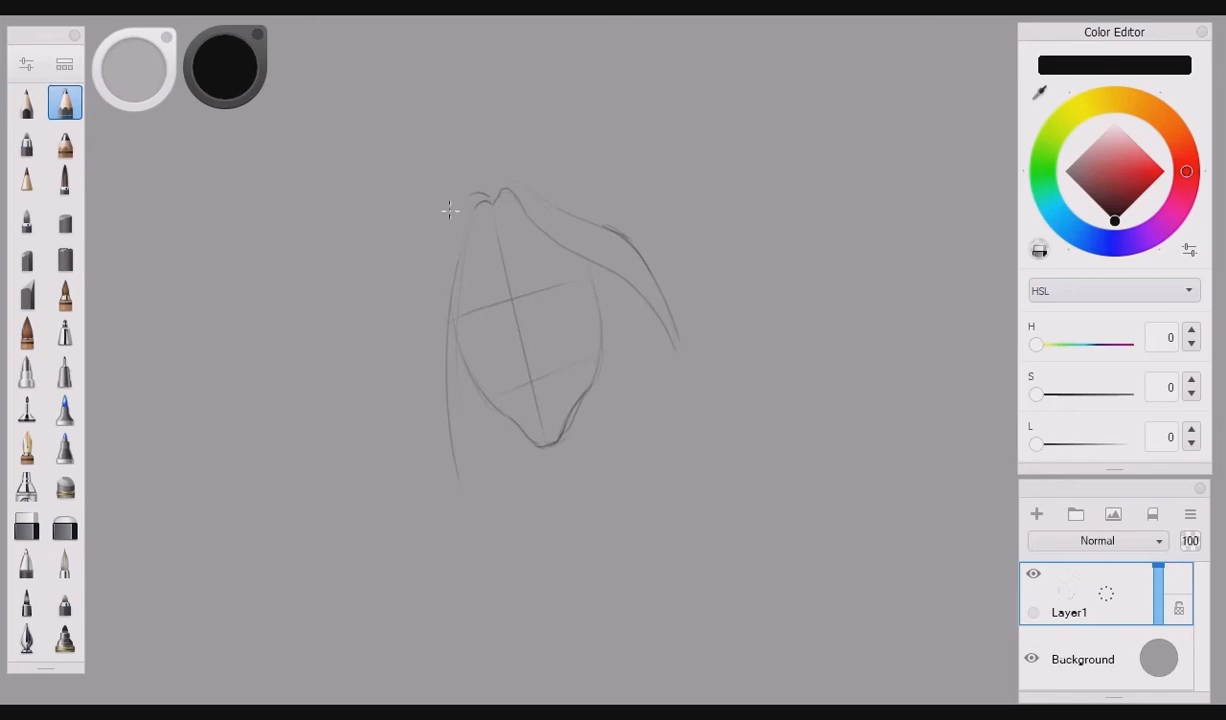 Color Editor
HSL
H 0
S 0
L 0
Normal 100
Layer1
Background